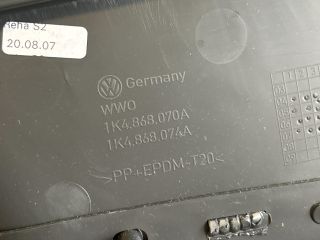 Reha S2
20.08.07
Germany
WWO
1K4.868.070A
1K4.868.074A
>PP+EPDM-T20<